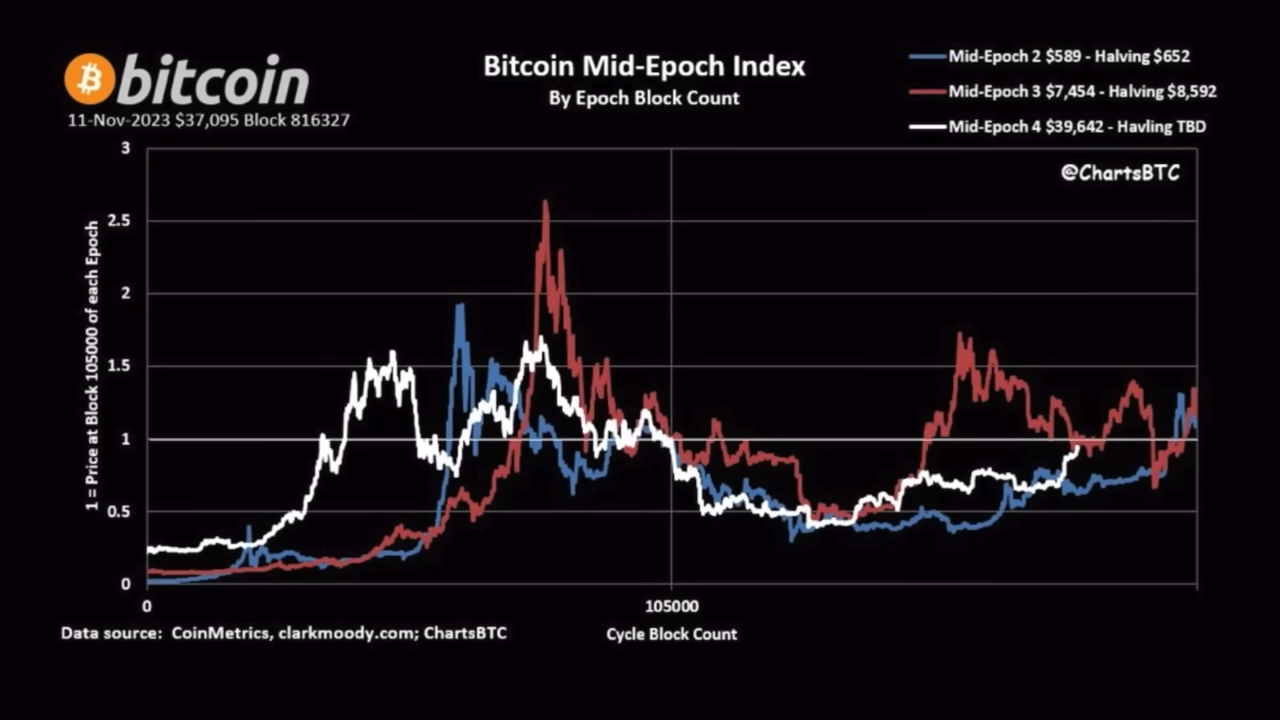 bitcoin
11-Nov-2023 $37,095 Block 816327
Bitcoin Mid-Epoch Index
By Epoch Block Count
Mid-Epoch 2 $589 - Halving $652
Mid-Epoch 3 $7,454 - Halving $8,592
Mid-Epoch 4 $39,642 - Havling TBD
@ChartsBTC
1 = Price at Block 105000 of each Epoch
3
2.5
2
1.5
1
0.5
0
0
105000
Cycle Block Count
Data source:  CoinMetrics, clarkmoody.com; ChartsBTC